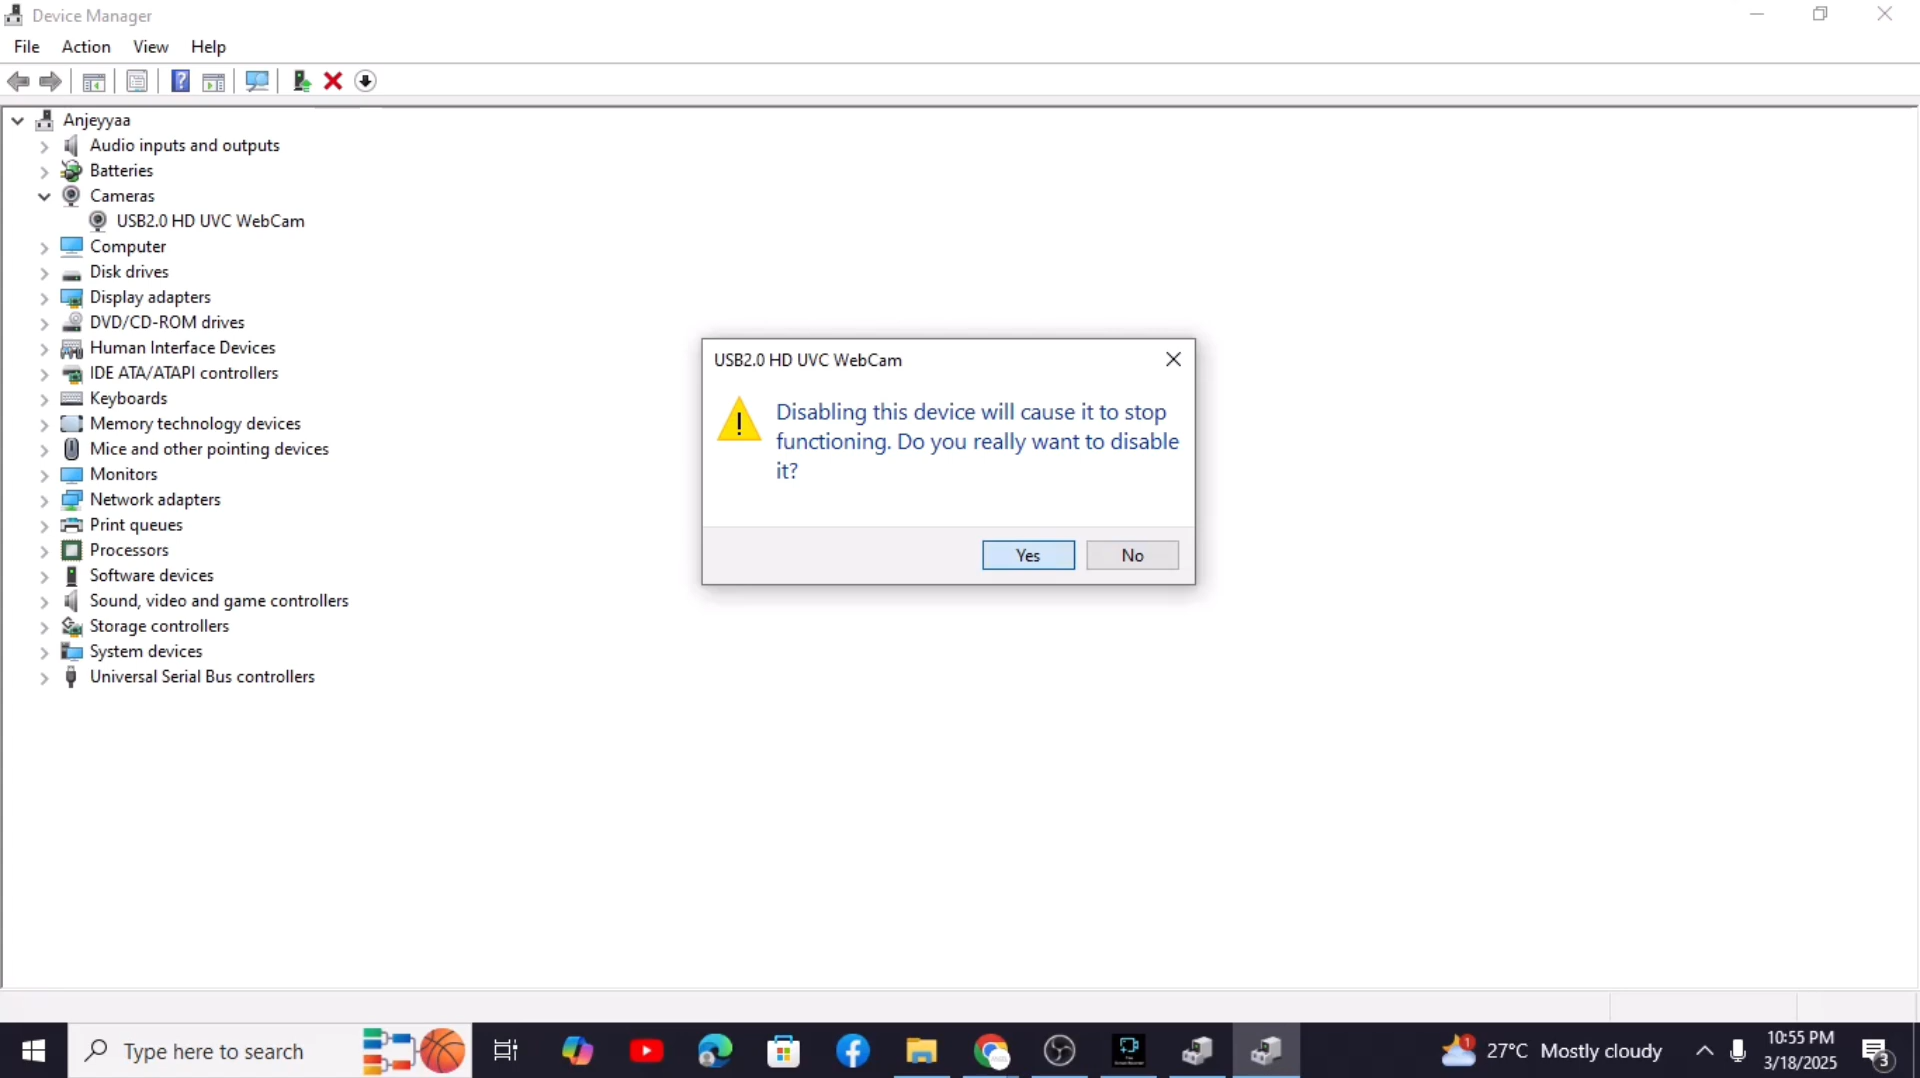 Device Manager
File Action View Help
Anjeyyaa
Audio inputs and outputs
Batteries
Cameras
USB2.0 HD UVC WebCam
Computer
Disk drives
Display adapters
DVD/CD-ROM drives
Human Interface Devices
IDE ATA/ATAPI controllers
Keyboards
Memory technology devices
Mice and other pointing devices
Monitors
Network adapters
Print queues
Processors
Software devices
Sound, video and game controllers
Storage controllers
System devices
Universal Serial Bus controllers
USB2.0 HD UVC WebCam
Disabling this device will cause it to stop
functioning. Do you really want to disable
it?
Yes No
Type here to search
1
27°C Mostly cloudy
10:55 PM
3/18/2025
3